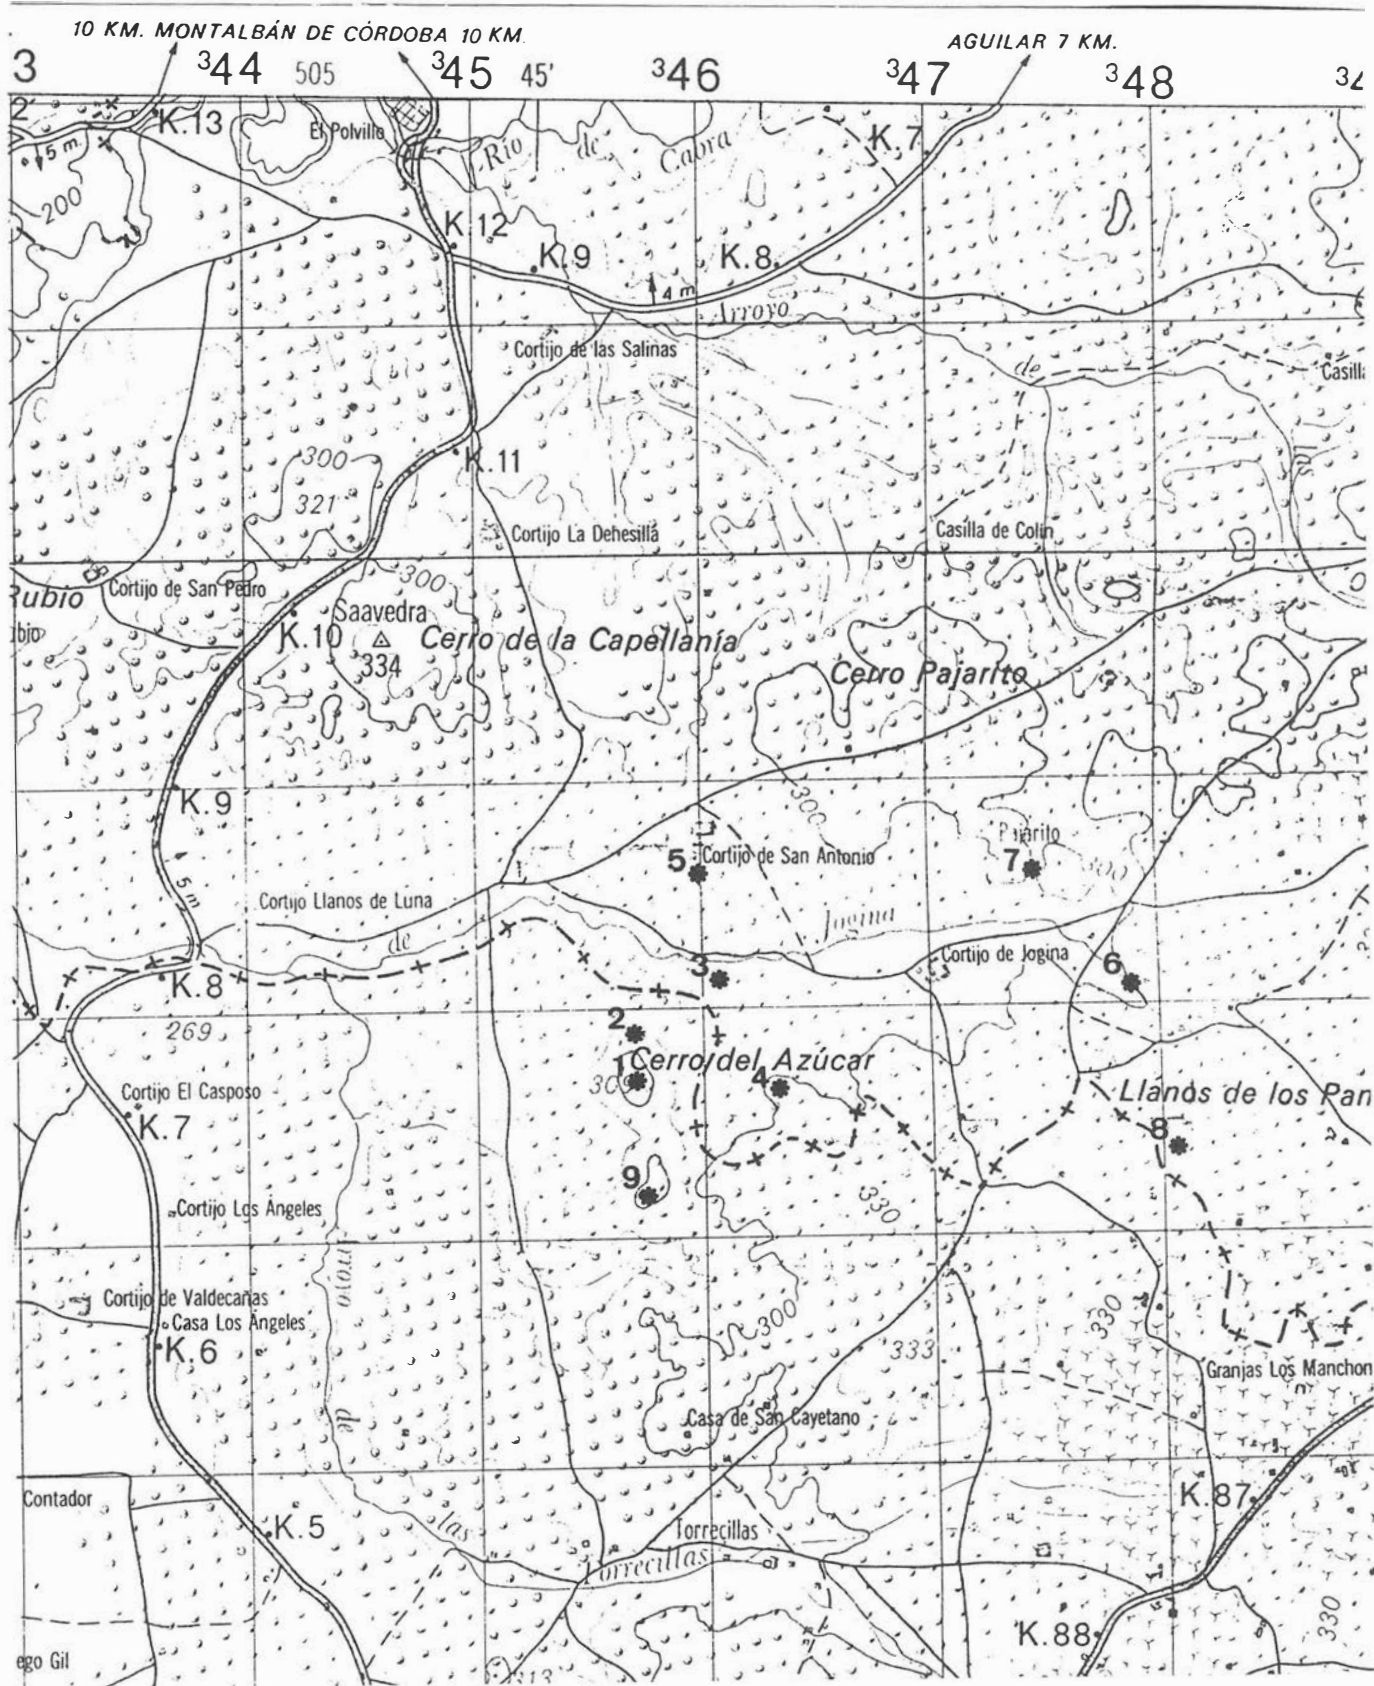 10 KM. MONTALBÁN DE CÓRDOBA 10 KM.
AGUILAR 7 KM.
3
³44
505
³45
45'
³46
³47
³48
2'
K.13
El Polvillo
Río de Cabra
K.7
5 m.
200
K.12
K.9
K.8
4 m.
Arroyo
Cortijo de las Salinas
de
las
300
321
K.11
Cortijo La Dehesilla
Casilla de Colín
300
Rubio
Cortijo de San Pedro
Saavedra
K.10
334
Cerro de la Capellanía
Cerro Pajarito
K.9
300
Pajarito
5
Cortijo de San Antonio
7
300
5 m.
Cortijo Llanos de Luna
de
Jogina
Cortijo de Jogina
3
6
K.8
269
2
1
Cerro del Azúcar
309
4
Cortijo El Casposo
K.7
Llanos de los Pan
8
9
330
Cortijo Los Ángeles
Arroyo
Cortijo de Valdecañas
Casa Los Ángeles
K.6
300
333
330
Granjas Los Manchon
de
Casa de San Cayetano
Contador
K.87
K.5
las
Torrecillas
Torrecillas
K.88
330
ego Gil
313